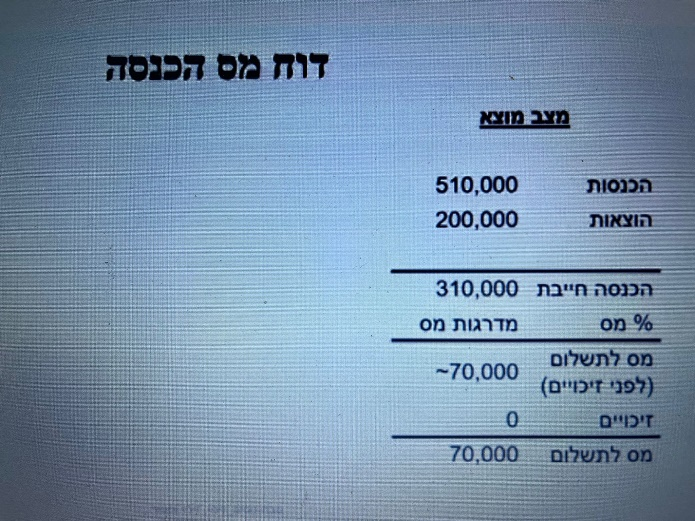 דוח מס הכנסה
מצב מוצא
הכנסות 510,000
הוצאות 200,000
הכנסה חייבת 310,000
% מס מדרגות מס
מס לתשלום
(לפני זיכויים) ~70,000
זיכויים 0
מס לתשלום 70,000